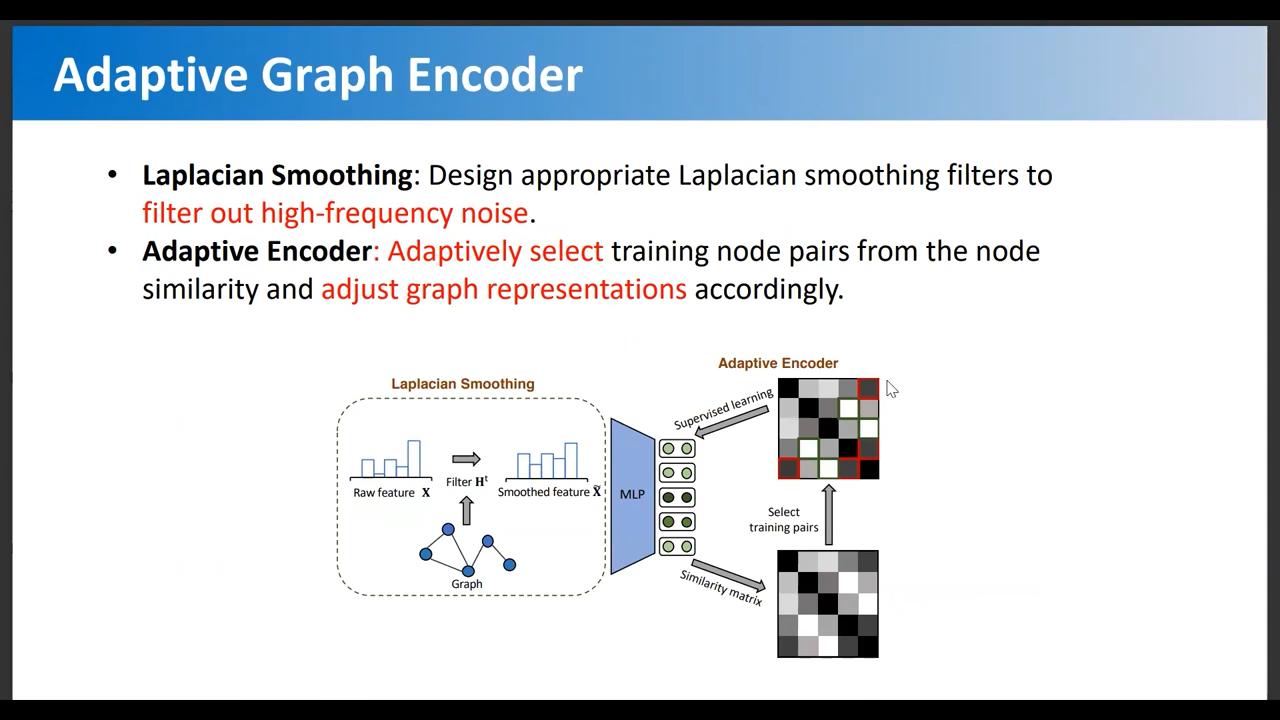 Adaptive Graph Encoder
• Laplacian Smoothing: Design appropriate Laplacian smoothing filters to
filter out high-frequency noise.
• Adaptive Encoder: Adaptively select training node pairs from the node
similarity and adjust graph representations accordingly.
Laplacian Smoothing
Raw feature X
Filter Hᵗ
Smoothed feature X̃
Graph
MLP
Adaptive Encoder
Supervised learning
Select
training pairs
Similarity matrix